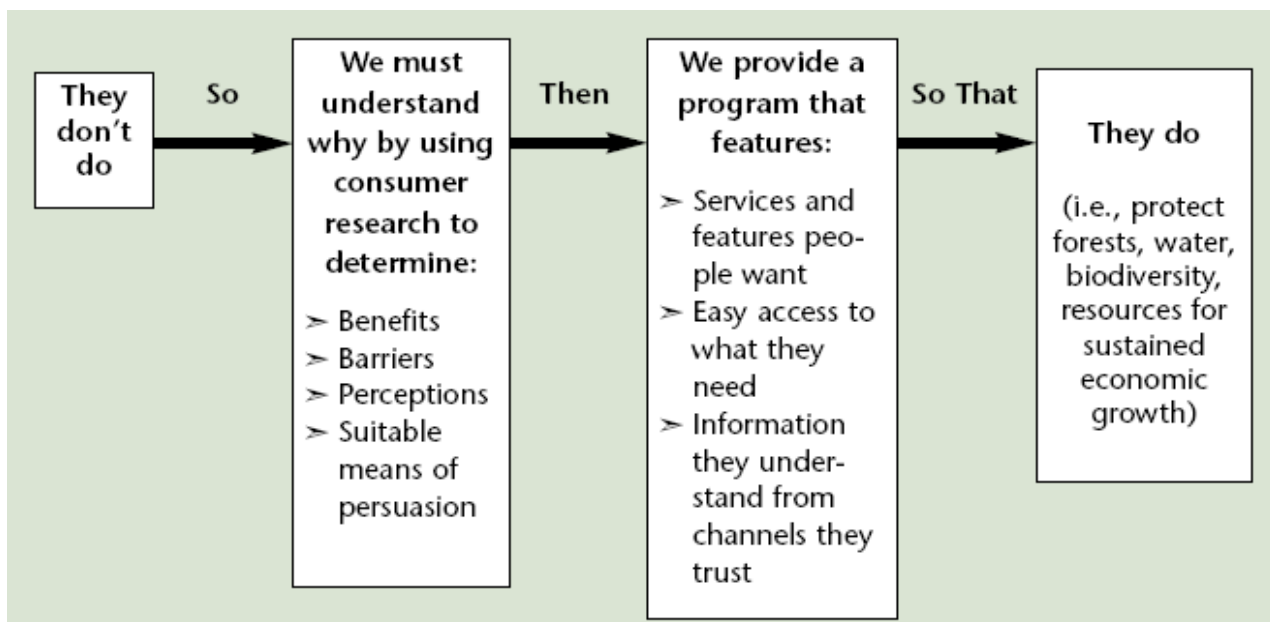 They
don't
do
So
We must
understand
why by using
consumer
research to
determine:
➣ Benefits
➣ Barriers
➣ Perceptions
➣ Suitable
means of
persuasion
Then
We provide a
program that
features:
➣ Services and
features peo-
ple want
➣ Easy access to
what they
need
➣ Information
they under-
stand from
channels they
trust
So That
They do
(i.e., protect
forests, water,
biodiversity,
resources for
sustained
economic
growth)